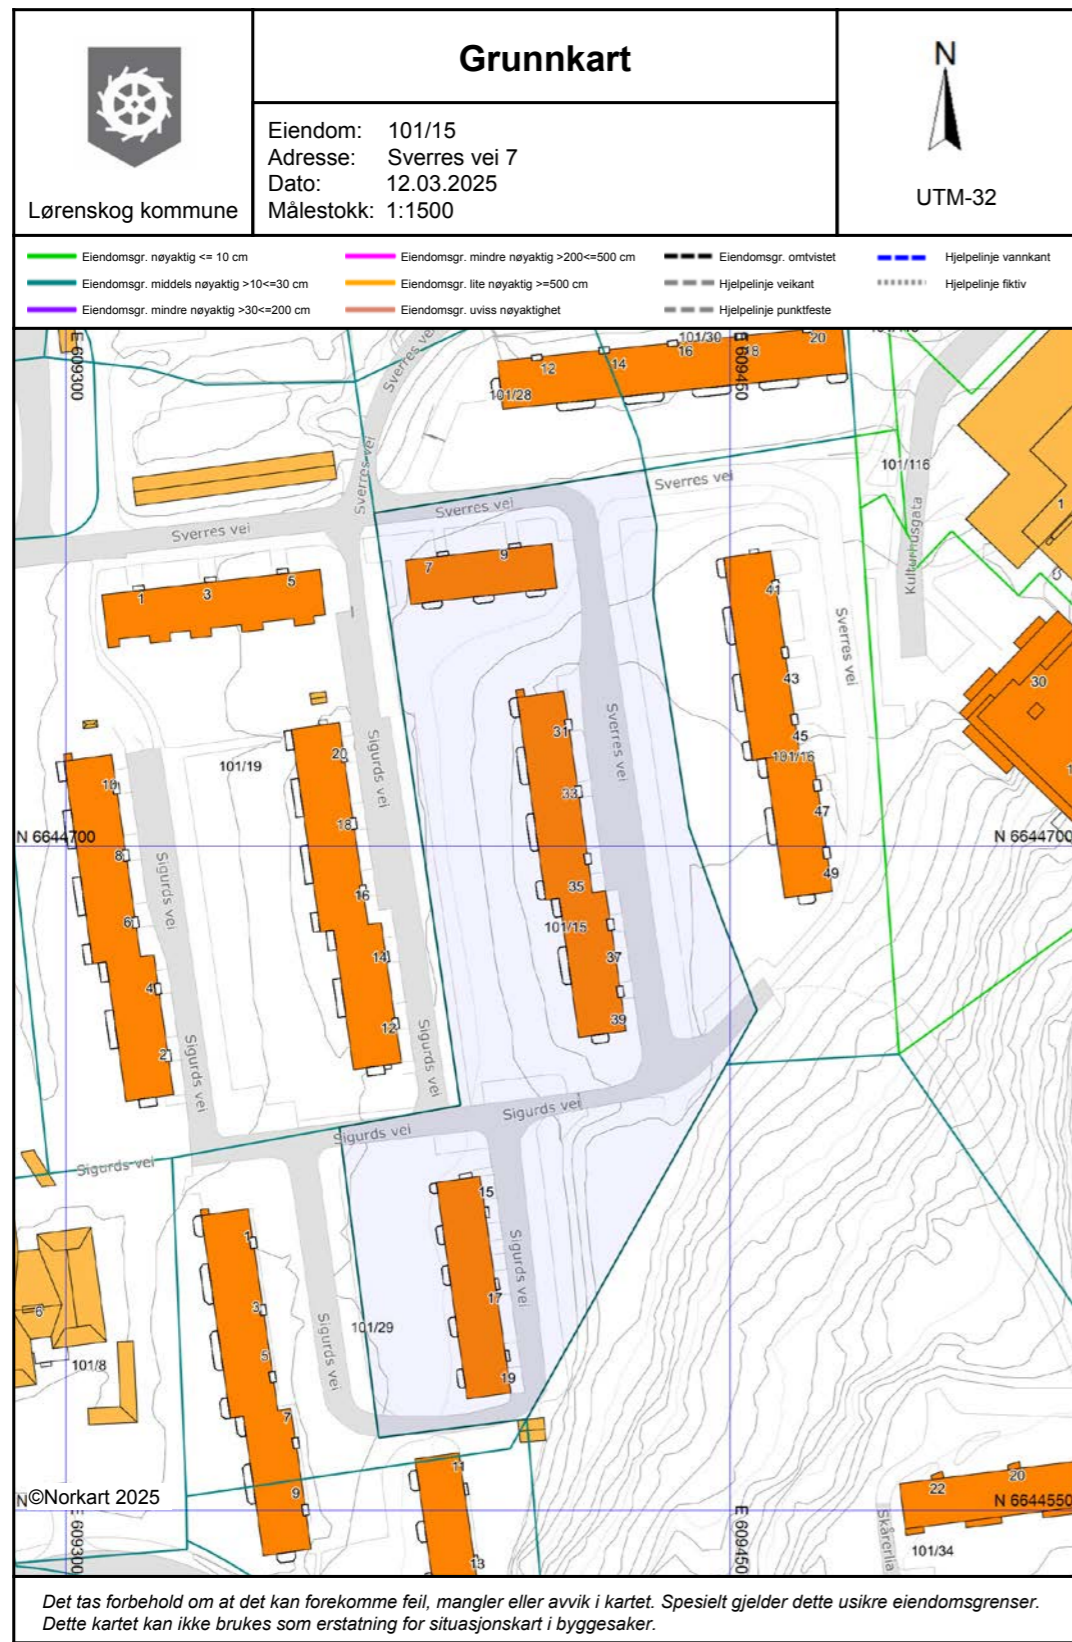 Grunnkart
N
Eiendom: 101/15
Adresse: Sverres vei 7
Dato: 12.03.2025
Målestokk: 1:1500
Lørenskog kommune
UTM-32
Eiendomsgr. nøyaktig <= 10 cm
Eiendomsgr. mindre nøyaktig >200<=500 cm
Eiendomsgr. omtvistet
Hjelpelinje vannkant
Eiendomsgr. middels nøyaktig >10<=30 cm
Eiendomsgr. lite nøyaktig >=500 cm
Hjelpelinje veikant
Hjelpelinje fiktiv
Eiendomsgr. mindre nøyaktig >30<=200 cm
Eiendomsgr. uviss nøyaktighet
Hjelpelinje punktfeste
E 609300
Sverres vei
12
14
16
101/30
18
20
E 609450
101/28
Sverres vei
101/116
Sverres vei
Sverres vei
Sverres vei
1
Kulturhusgata
7
9
1
3
5
41
Sverres vei
43
30
31
Sverres vei
45
101/16
Sigurds vei
20
101/19
10
33
47
18
N 6644700
N 6644700
8
Sigurds vei
49
16
35
6
101/15
14
37
4
12
39
2
Sigurds vei
Sigurds vei
Sigurds vei
Sigurds vei
Sigurds vei
15
1
Sigurds vei
17
3
6
101/29
Sigurds vei
5
101/8
19
7
11
22
20
9
N
©Norkart 2025
N 6644550
E 609300
E 609450
Skårerlia
101/34
13
Det tas forbehold om at det kan forekomme feil, mangler eller avvik i kartet. Spesielt gjelder dette usikre eiendomsgrenser.
Dette kartet kan ikke brukes som erstatning for situasjonskart i byggesaker.